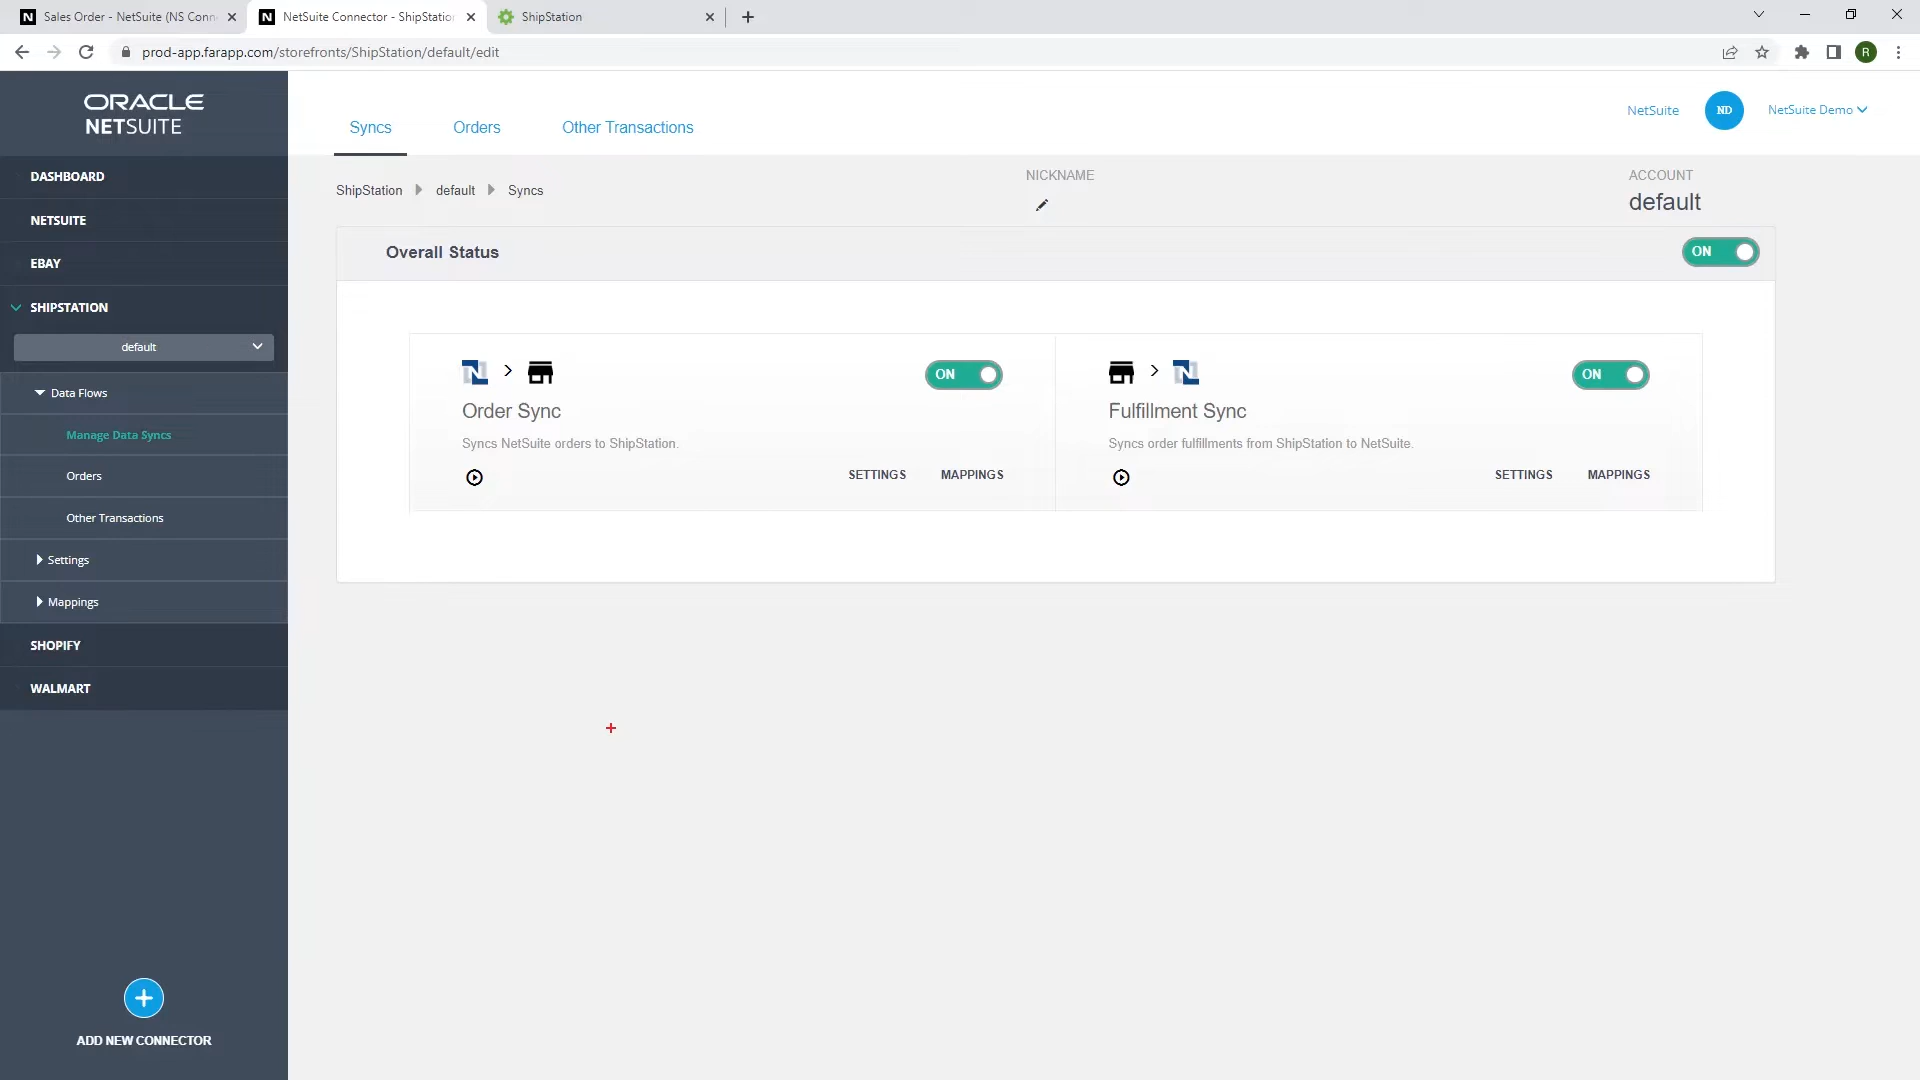 Sales Order - NetSuite (NS Conn
NetSuite Connector - ShipStation
ShipStation
prod-app.farapp.com/storefronts/ShipStation/default/edit
R
ORACLE
NETSUITE
Syncs
Orders
Other Transactions
NetSuite
ND
NetSuite Demo
DASHBOARD
NETSUITE
EBAY
SHIPSTATION
default
Data Flows
Manage Data Syncs
Orders
Other Transactions
Settings
Mappings
SHOPIFY
WALMART
ADD NEW CONNECTOR
ShipStation default Syncs
NICKNAME
ACCOUNT
default
Overall Status
ON
ON
Order Sync
Syncs NetSuite orders to ShipStation.
SETTINGS MAPPINGS
ON
Fulfillment Sync
Syncs order fulfillments from ShipStation to NetSuite.
SETTINGS MAPPINGS